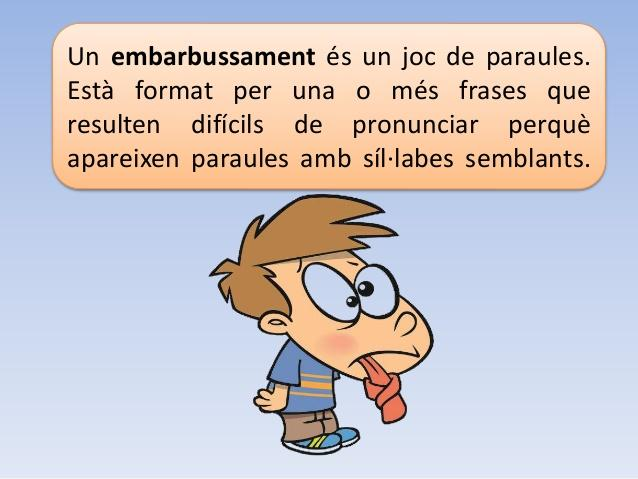 Un embarbussament és un joc de paraules.
Està format per una o més frases que
resulten difícils de pronunciar perquè
apareixen paraules amb síl·labes semblants.